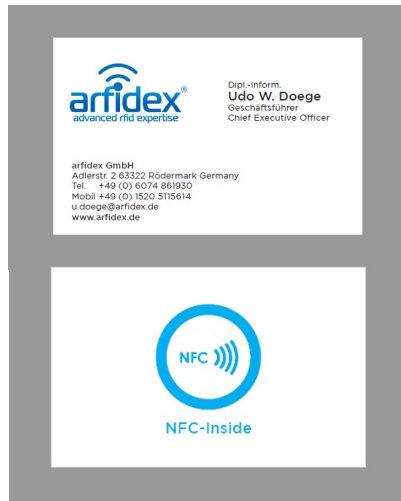 arfidex®
advanced rfid expertise
Dipl.-Inform.
Udo W. Doege
Geschäftsführer
Chief Executive Officer
arfidex GmbH
Adlerstr. 2 63322 Rödermark Germany
Tel. +49 (0) 6074 861930
Mobil +49 (0) 1520 5115614
u.doege@arfidex.de
www.arfidex.de
NFC
NFC-Inside